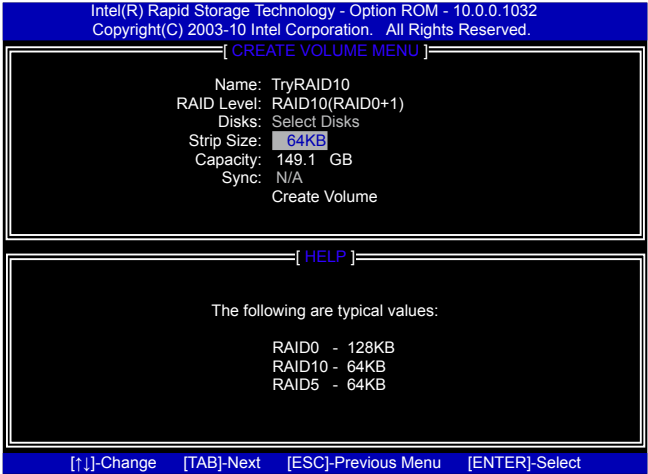 Intel(R) Rapid Storage Technology - Option ROM - 10.0.0.1032
Copyright(C) 2003-10 Intel Corporation. All Rights Reserved.
[ CREATE VOLUME MENU ]
Name: TryRAID10
RAID Level: RAID10(RAID0+1)
Disks: Select Disks
Strip Size: 64KB
Capacity: 149.1 GB
Sync: N/A
Create Volume
[ HELP ]
The following are typical values:
RAID0 - 128KB
RAID10 - 64KB
RAID5 - 64KB
[↑↓]-Change [TAB]-Next [ESC]-Previous Menu [ENTER]-Select